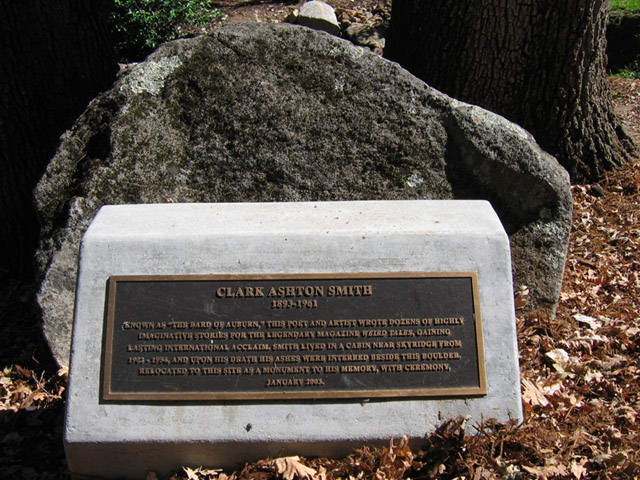 CLARK ASHTON SMITH
1893-1961
KNOWN AS "THE BARD OF AUBURN," THIS POET AND ARTIST WROTE DOZENS OF HIGHLY
IMAGINATIVE STORIES FOR THE LEGENDARY MAGAZINE WEIRD TALES, GAINING
LASTING INTERNATIONAL ACCLAIM. SMITH LIVED IN A CABIN NEAR SKYRIDGE FROM
1902 - 1954, AND UPON HIS DEATH HIS ASHES WERE INTERRED BESIDE THIS BOULDER.
RELOCATED TO THIS SITE AS A MONUMENT TO HIS MEMORY, WITH CEREMONY,
JANUARY 2003.